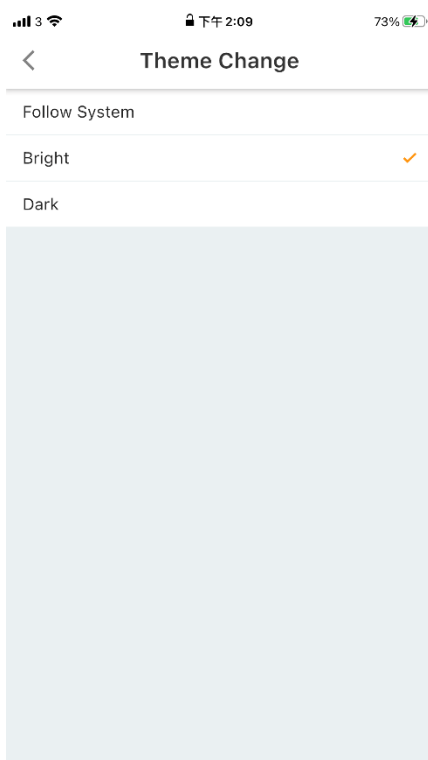 3 下午 2:09 73%
Theme Change
Follow System
Bright
Dark